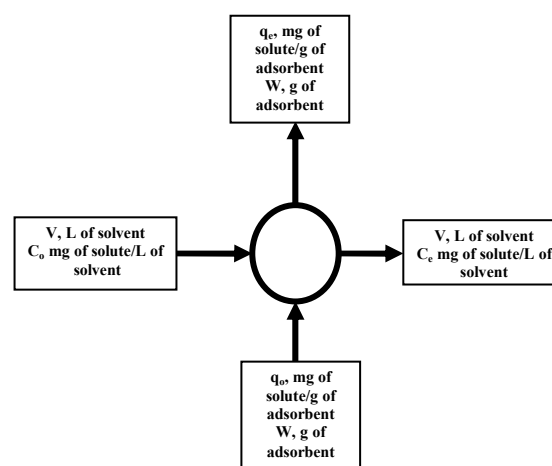 qₑ, mg of
solute/g of
adsorbent
W, g of
adsorbent
V, L of solvent
Cₒ mg of solute/L of
solvent
V, L of solvent
Cₑ mg of solute/L of
solvent
qₒ, mg of
solute/g of
adsorbent
W, g of
adsorbent